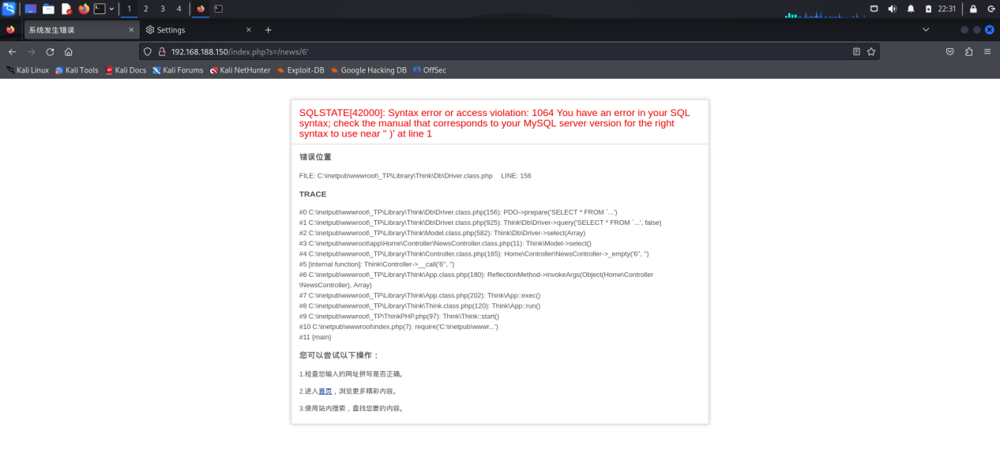 1 2 3 4 22:31
系统发生错误 × Settings × +
192.168.188.150/index.php?s=/news/6'
Kali Linux Kali Tools Kali Docs Kali Forums Kali NetHunter Exploit-DB Google Hacking DB OffSec
SQLSTATE[42000]: Syntax error or access violation: 1064 You have an error in your SQL
syntax; check the manual that corresponds to your MySQL server version for the right
syntax to use near '' )' at line 1
错误位置
FILE: C:\inetpub\wwwroot\_TP\Library\Think\Db\Driver.class.php LINE: 156
TRACE
#0 C:\inetpub\wwwroot\_TP\Library\Think\Db\Driver.class.php(156): PDO->prepare('SELECT * FROM `...')
#1 C:\inetpub\wwwroot\_TP\Library\Think\Db\Driver.class.php(925): Think\Db\Driver->query('SELECT * FROM `...', false)
#2 C:\inetpub\wwwroot\_TP\Library\Think\Model.class.php(582): Think\Db\Driver->select(Array)
#3 C:\inetpub\wwwroot\app\Home\Controller\NewsController.class.php(11): Think\Model->select()
#4 C:\inetpub\wwwroot\_TP\Library\Think\Controller.class.php(165): Home\Controller\NewsController->_empty('6'', '')
#5 [internal function]: Think\Controller->__call('6'', '')
#6 C:\inetpub\wwwroot\_TP\Library\Think\App.class.php(180): ReflectionMethod->invokeArgs(Object(Home\Controller
\NewsController), Array)
#7 C:\inetpub\wwwroot\_TP\Library\Think\App.class.php(202): Think\App::exec()
#8 C:\inetpub\wwwroot\_TP\Library\Think\Think.class.php(120): Think\App::run()
#9 C:\inetpub\wwwroot\_TP\ThinkPHP.php(97): Think\Think::start()
#10 C:\inetpub\wwwroot\index.php(7): require('C:\inetpub\wwwr...')
#11 {main}
您可以尝试以下操作：
1.检查您输入的网址拼写是否正确。
2.进入首页，浏览更多精彩内容。
3.使用站内搜索，查找您要的内容。